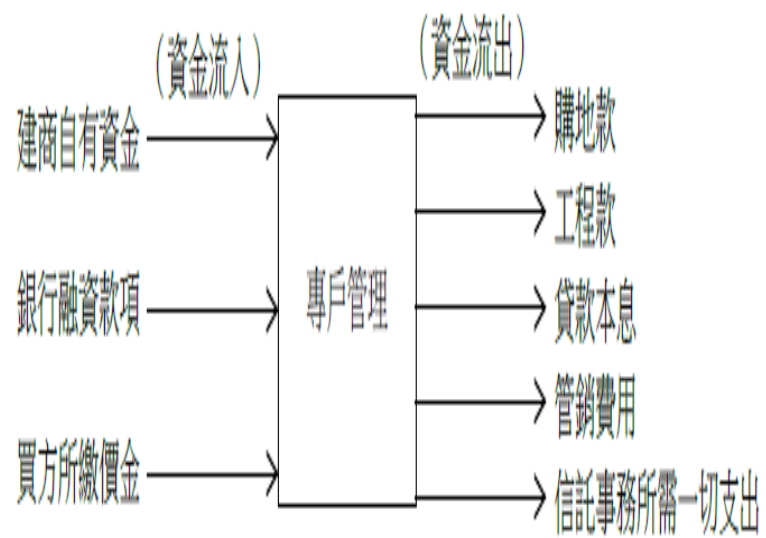 （資金流入）
（資金流出）
建商自有資金
銀行融資款項
買方所繳價金
專戶管理
購地款
工程款
貸款本息
管銷費用
信託事務所需一切支出